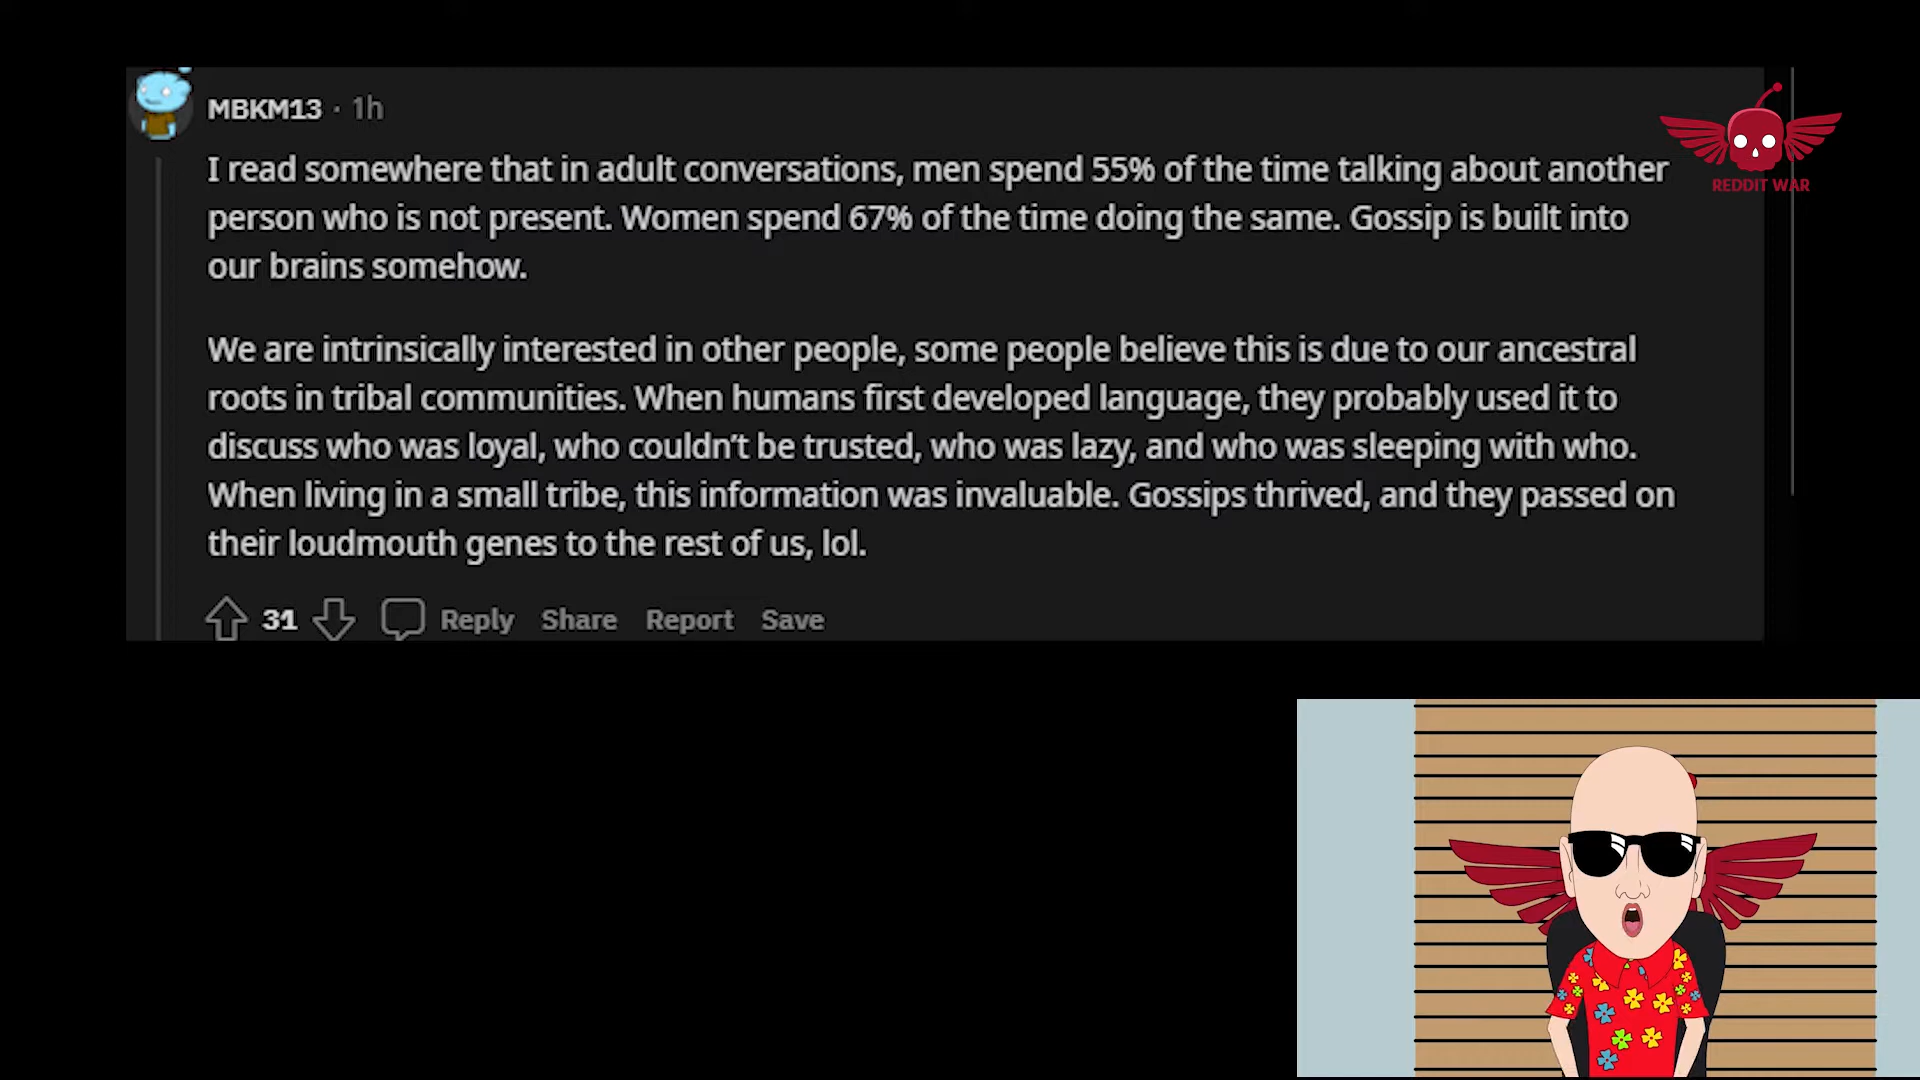 MBKM13 · 1h
REDDIT WAR
I read somewhere that in adult conversations, men spend 55% of the time talking about another
person who is not present. Women spend 67% of the time doing the same. Gossip is built into
our brains somehow.
We are intrinsically interested in other people, some people believe this is due to our ancestral
roots in tribal communities. When humans first developed language, they probably used it to
discuss who was loyal, who couldn’t be trusted, who was lazy, and who was sleeping with who.
When living in a small tribe, this information was invaluable. Gossips thrived, and they passed on
their loudmouth genes to the rest of us, lol.
31 Reply Share Report Save